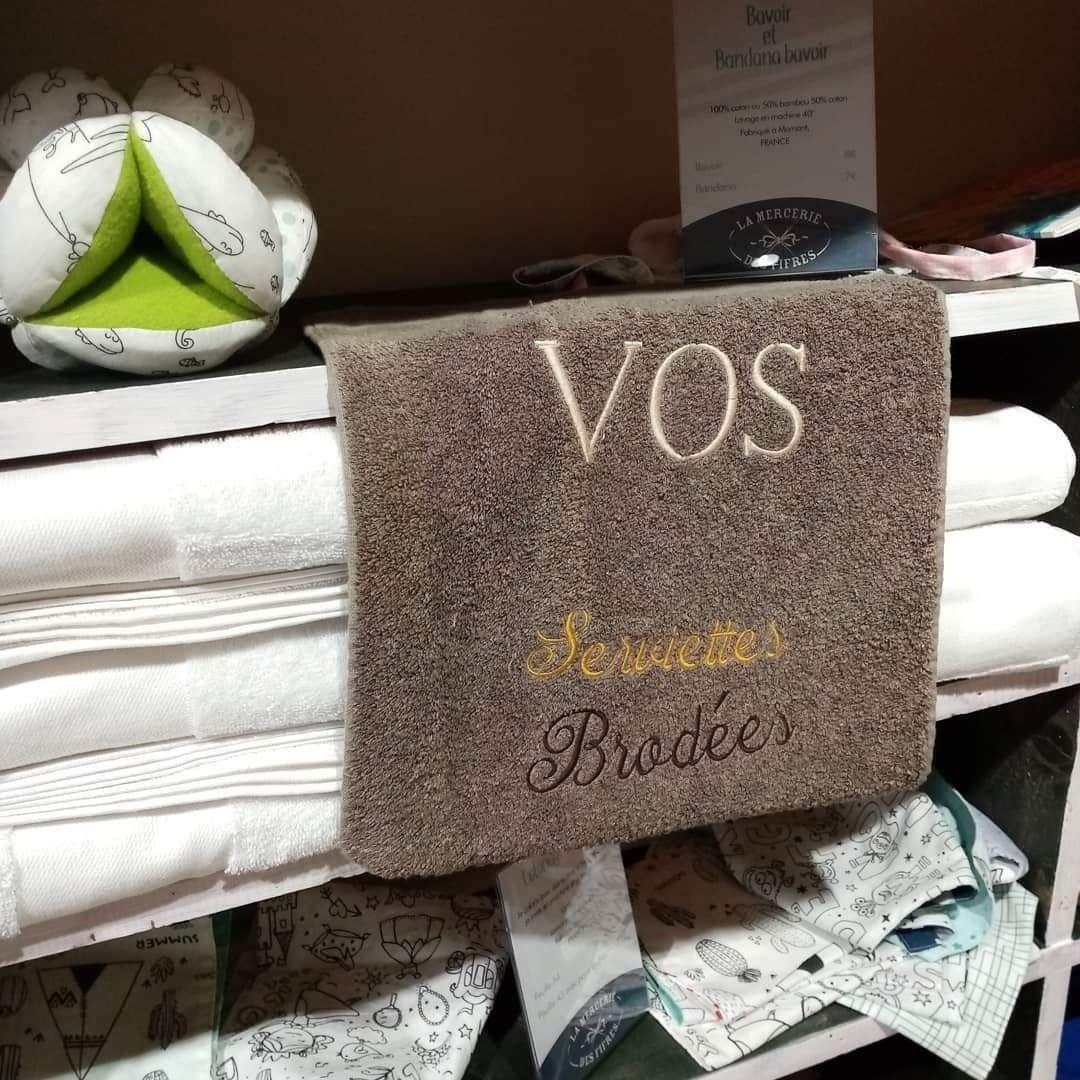 Bavoir
et
Bandana bavoir
100% coton ou 50% bambou 50% coton
Lavage en machine 40°
Fabriqué à Mornant,
FRANCE
Bavoir
Bandana
LA MERCERIE
DES FIFRES
VOS
Serviettes
Brodées
SUMMER
LA MERCERIE
DES FIFRES